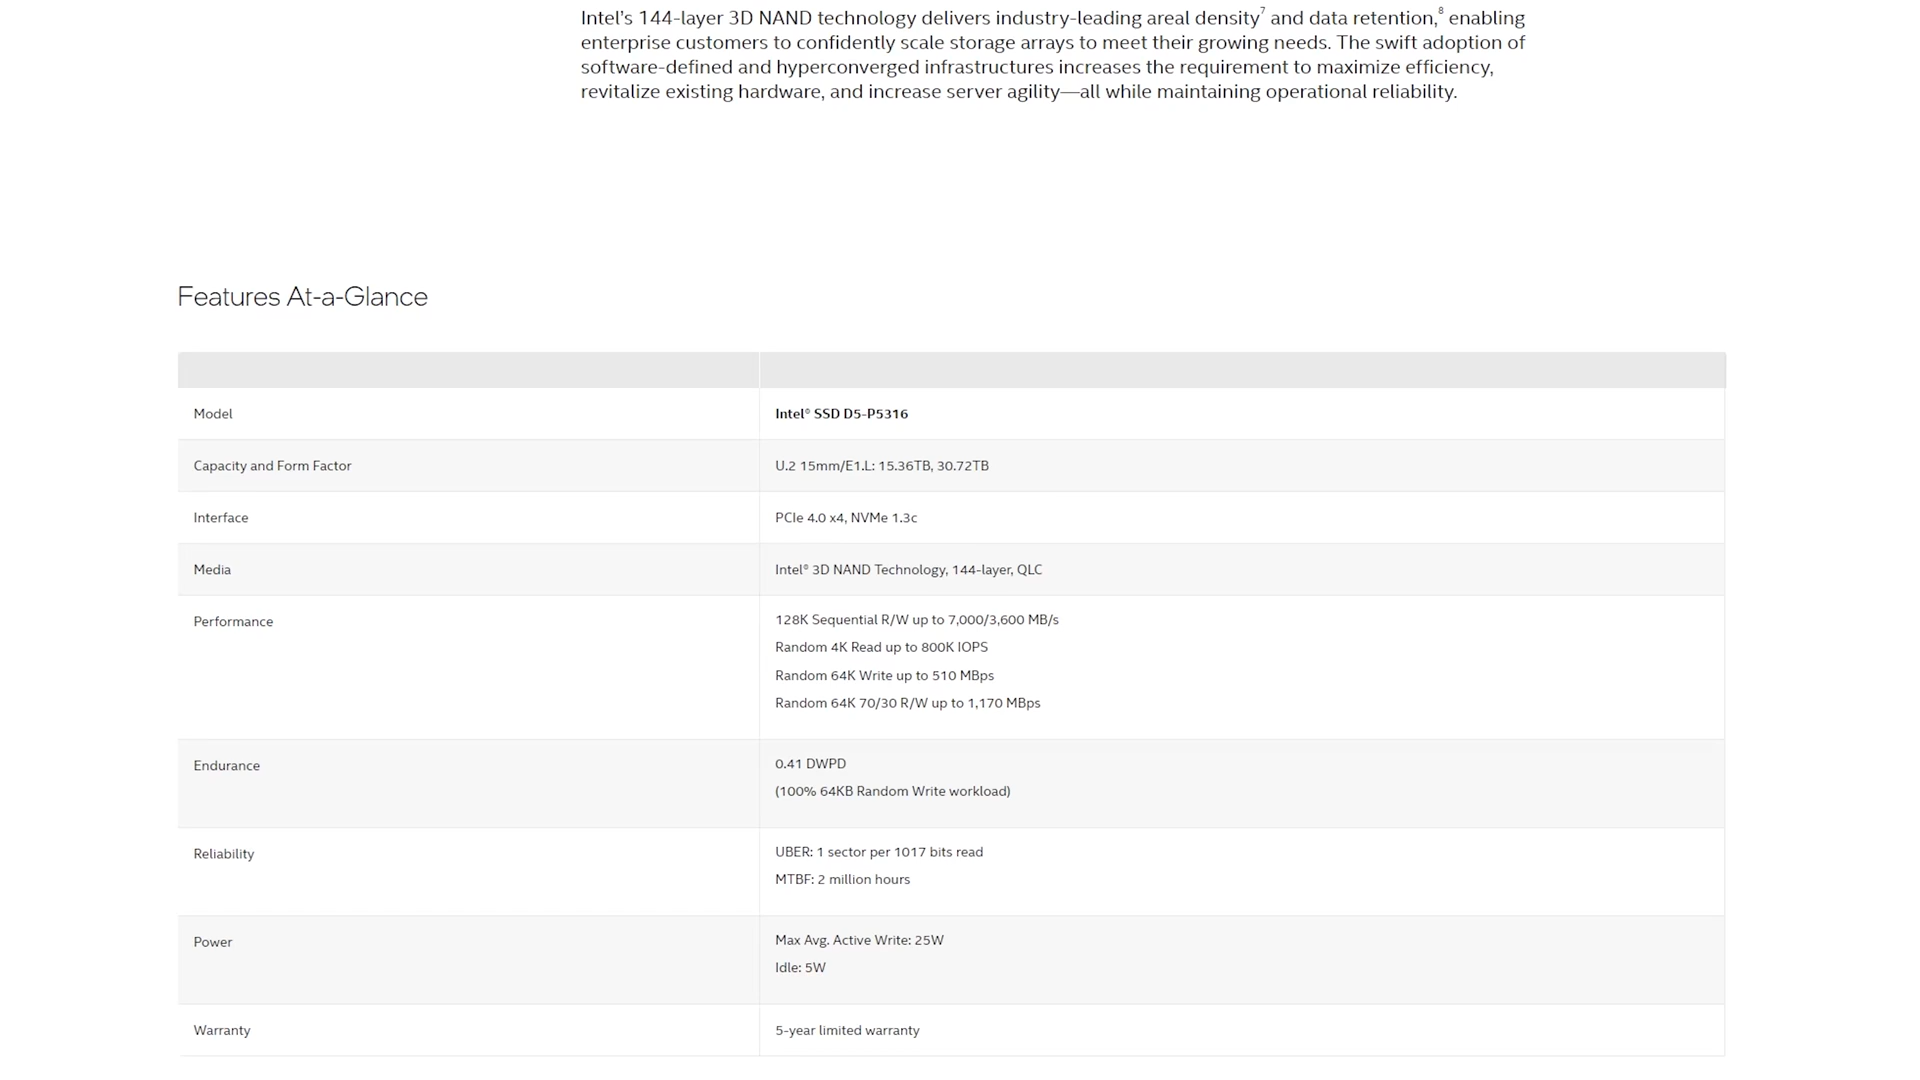 Intel’s 144-layer 3D NAND technology delivers industry-leading areal density7 and data retention,8 enabling
enterprise customers to confidently scale storage arrays to meet their growing needs. The swift adoption of
software-defined and hyperconverged infrastructures increases the requirement to maximize efficiency,
revitalize existing hardware, and increase server agility—all while maintaining operational reliability.
Features At-a-Glance
Model
Intel® SSD D5-P5316
Capacity and Form Factor
U.2 15mm/E1.L: 15.36TB, 30.72TB
Interface
PCIe 4.0 x4, NVMe 1.3c
Media
Intel® 3D NAND Technology, 144-layer, QLC
Performance
128K Sequential R/W up to 7,000/3,600 MB/s
Random 4K Read up to 800K IOPS
Random 64K Write up to 510 MBps
Random 64K 70/30 R/W up to 1,170 MBps
Endurance
0.41 DWPD
(100% 64KB Random Write workload)
Reliability
UBER: 1 sector per 1017 bits read
MTBF: 2 million hours
Power
Max Avg. Active Write: 25W
Idle: 5W
Warranty
5-year limited warranty